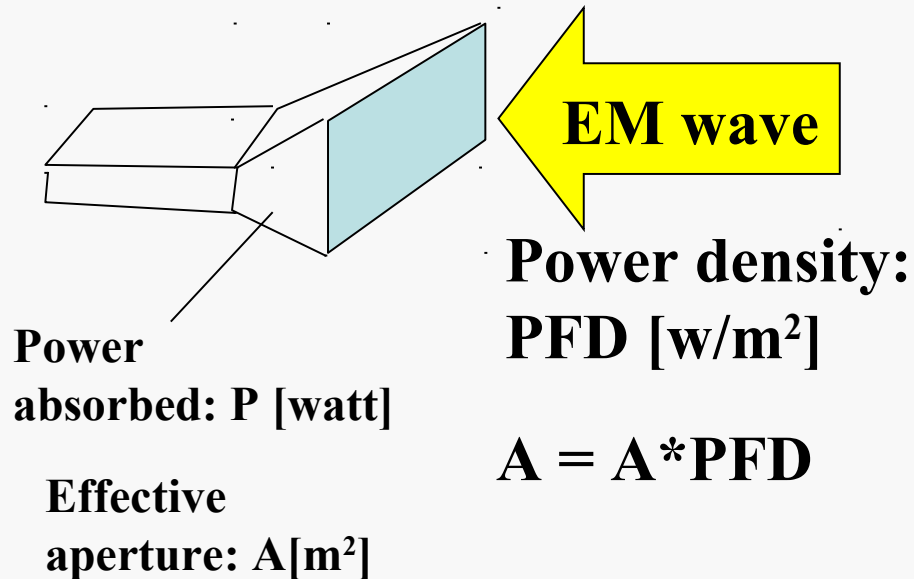 EM wave
Power density:
PFD [w/m²]
Power
absorbed: P [watt]
A = A*PFD
Effective
aperture: A[m²]